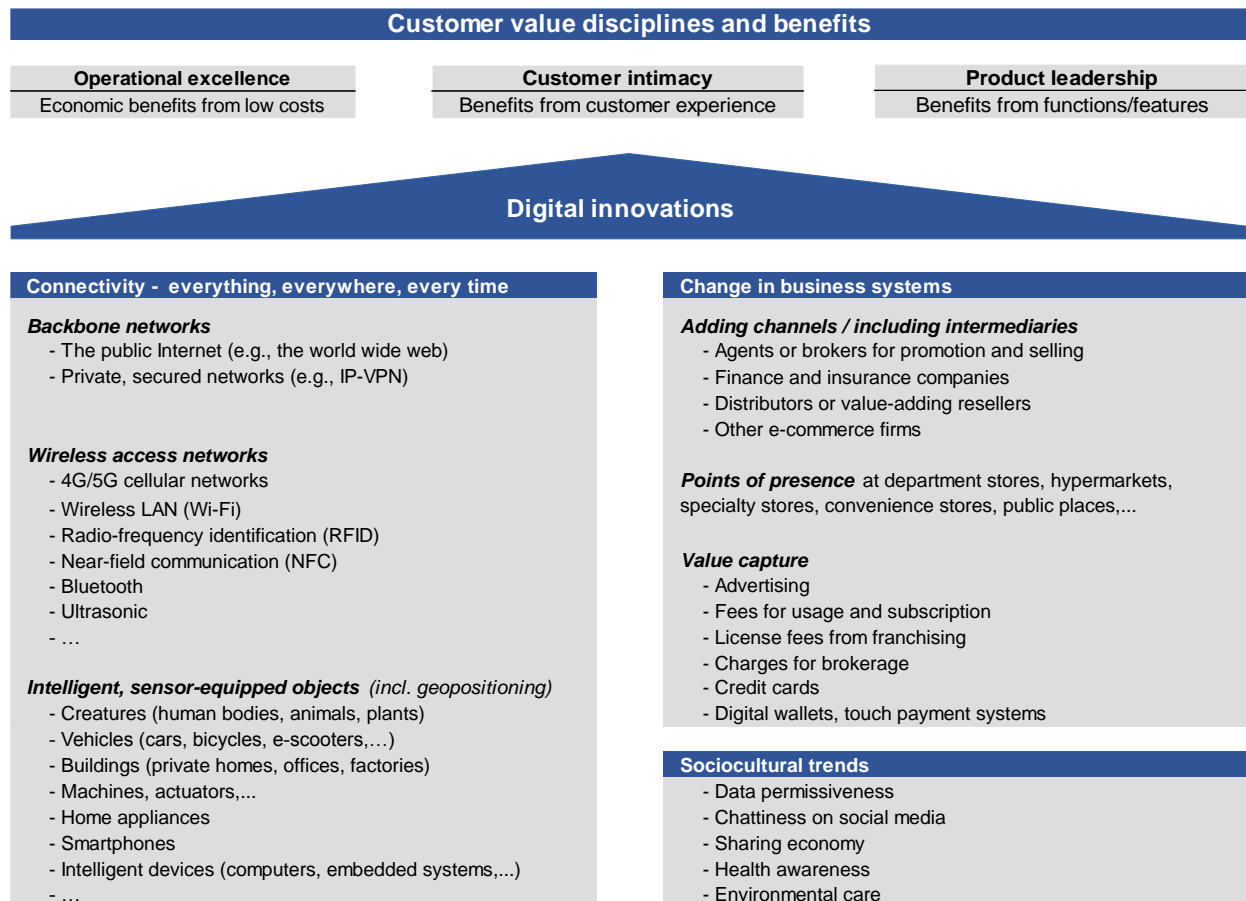 Customer value disciplines and benefits
Operational excellence
Economic benefits from low costs
Customer intimacy
Benefits from customer experience
Product leadership
Benefits from functions/features
Digital innovations
Connectivity - everything, everywhere, every time
Backbone networks
- The public Internet (e.g., the world wide web)
- Private, secured networks (e.g., IP-VPN)
Wireless access networks
- 4G/5G cellular networks
- Wireless LAN (Wi-Fi)
- Radio-frequency identification (RFID)
- Near-field communication (NFC)
- Bluetooth
- Ultrasonic
- …
Intelligent, sensor-equipped objects (incl. geopositioning)
- Creatures (human bodies, animals, plants)
- Vehicles (cars, bicycles, e-scooters,…)
- Buildings (private homes, offices, factories)
- Machines, actuators,...
- Home appliances
- Smartphones
- Intelligent devices (computers, embedded systems,...)
- …
Change in business systems
Adding channels / including intermediaries
- Agents or brokers for promotion and selling
- Finance and insurance companies
- Distributors or value-adding resellers
- Other e-commerce firms
Points of presence at department stores, hypermarkets,
specialty stores, convenience stores, public places,...
Value capture
- Advertising
- Fees for usage and subscription
- License fees from franchising
- Charges for brokerage
- Credit cards
- Digital wallets, touch payment systems
Sociocultural trends
- Data permissiveness
- Chattiness on social media
- Sharing economy
- Health awareness
- Environmental care